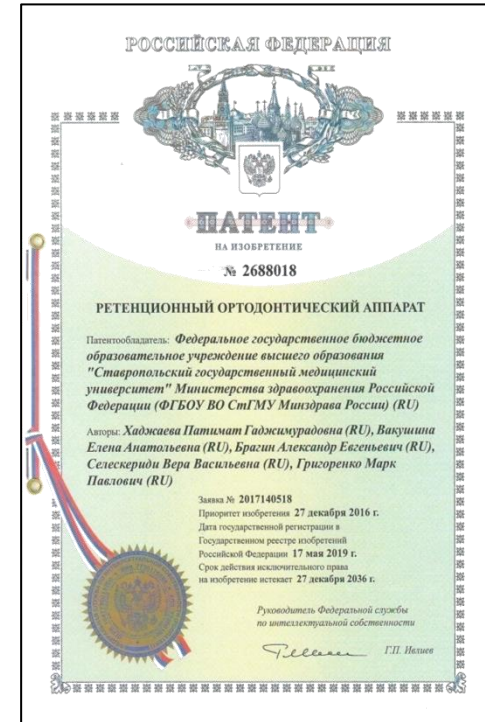 РОССИЙСКАЯ ФЕДЕРАЦИЯ
ПАТЕНТ
НА ИЗОБРЕТЕНИЕ
№ 2688018
РЕТЕНЦИОННЫЙ ОРТОДОНТИЧЕСКИЙ АППАРАТ
Патентообладатель: Федеральное государственное бюджетное
образовательное учреждение высшего образования
"Ставропольский государственный медицинский
университет" Министерства здравоохранения Российской
Федерации (ФГБОУ ВО СтГМУ Минздрава России) (RU)
Авторы: Хаджаева Патимат Гаджимурадовна (RU), Вакушина
Елена Анатольевна (RU), Брагин Александр Евгеньевич (RU),
Селескериди Вера Васильевна (RU), Григоренко Марк
Павлович (RU)
Заявка № 2017140518
Приоритет изобретения 27 декабря 2016 г.
Дата государственной регистрации в
Государственном реестре изобретений
Российской Федерации 17 мая 2019 г.
Срок действия исключительного права
на изобретение истекает 27 декабря 2036 г.
Руководитель Федеральной службы
по интеллектуальной собственности
Г.П. Ивлиев